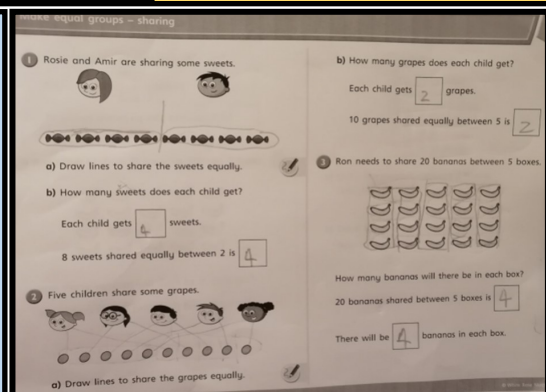 Make equal groups – sharing
1 Rosie and Amir are sharing some sweets.
a) Draw lines to share the sweets equally.
b) How many sweets does each child get?
Each child gets 4 sweets.
8 sweets shared equally between 2 is 4
2 Five children share some grapes.
a) Draw lines to share the grapes equally.
b) How many grapes does each child get?
Each child gets 2 grapes.
10 grapes shared equally between 5 is 2
3 Ron needs to share 20 bananas between 5 boxes.
How many bananas will there be in each box?
20 bananas shared between 5 boxes is 4
There will be 4 bananas in each box.